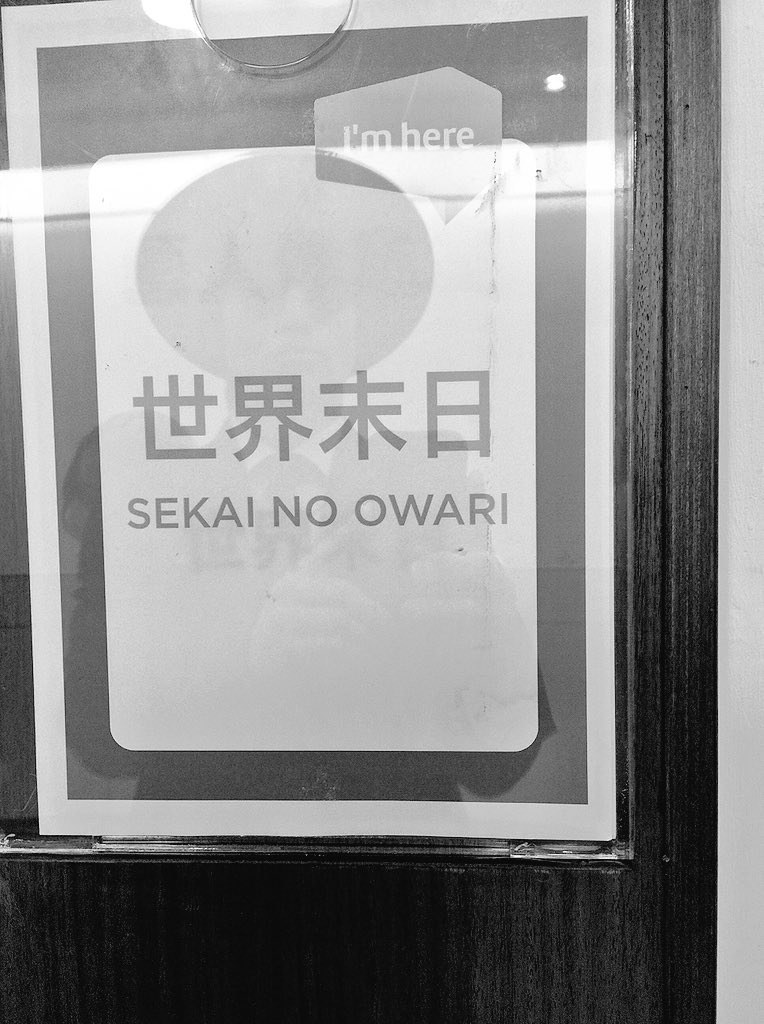 I'm here
世界末日
SEKAI NO OWARI